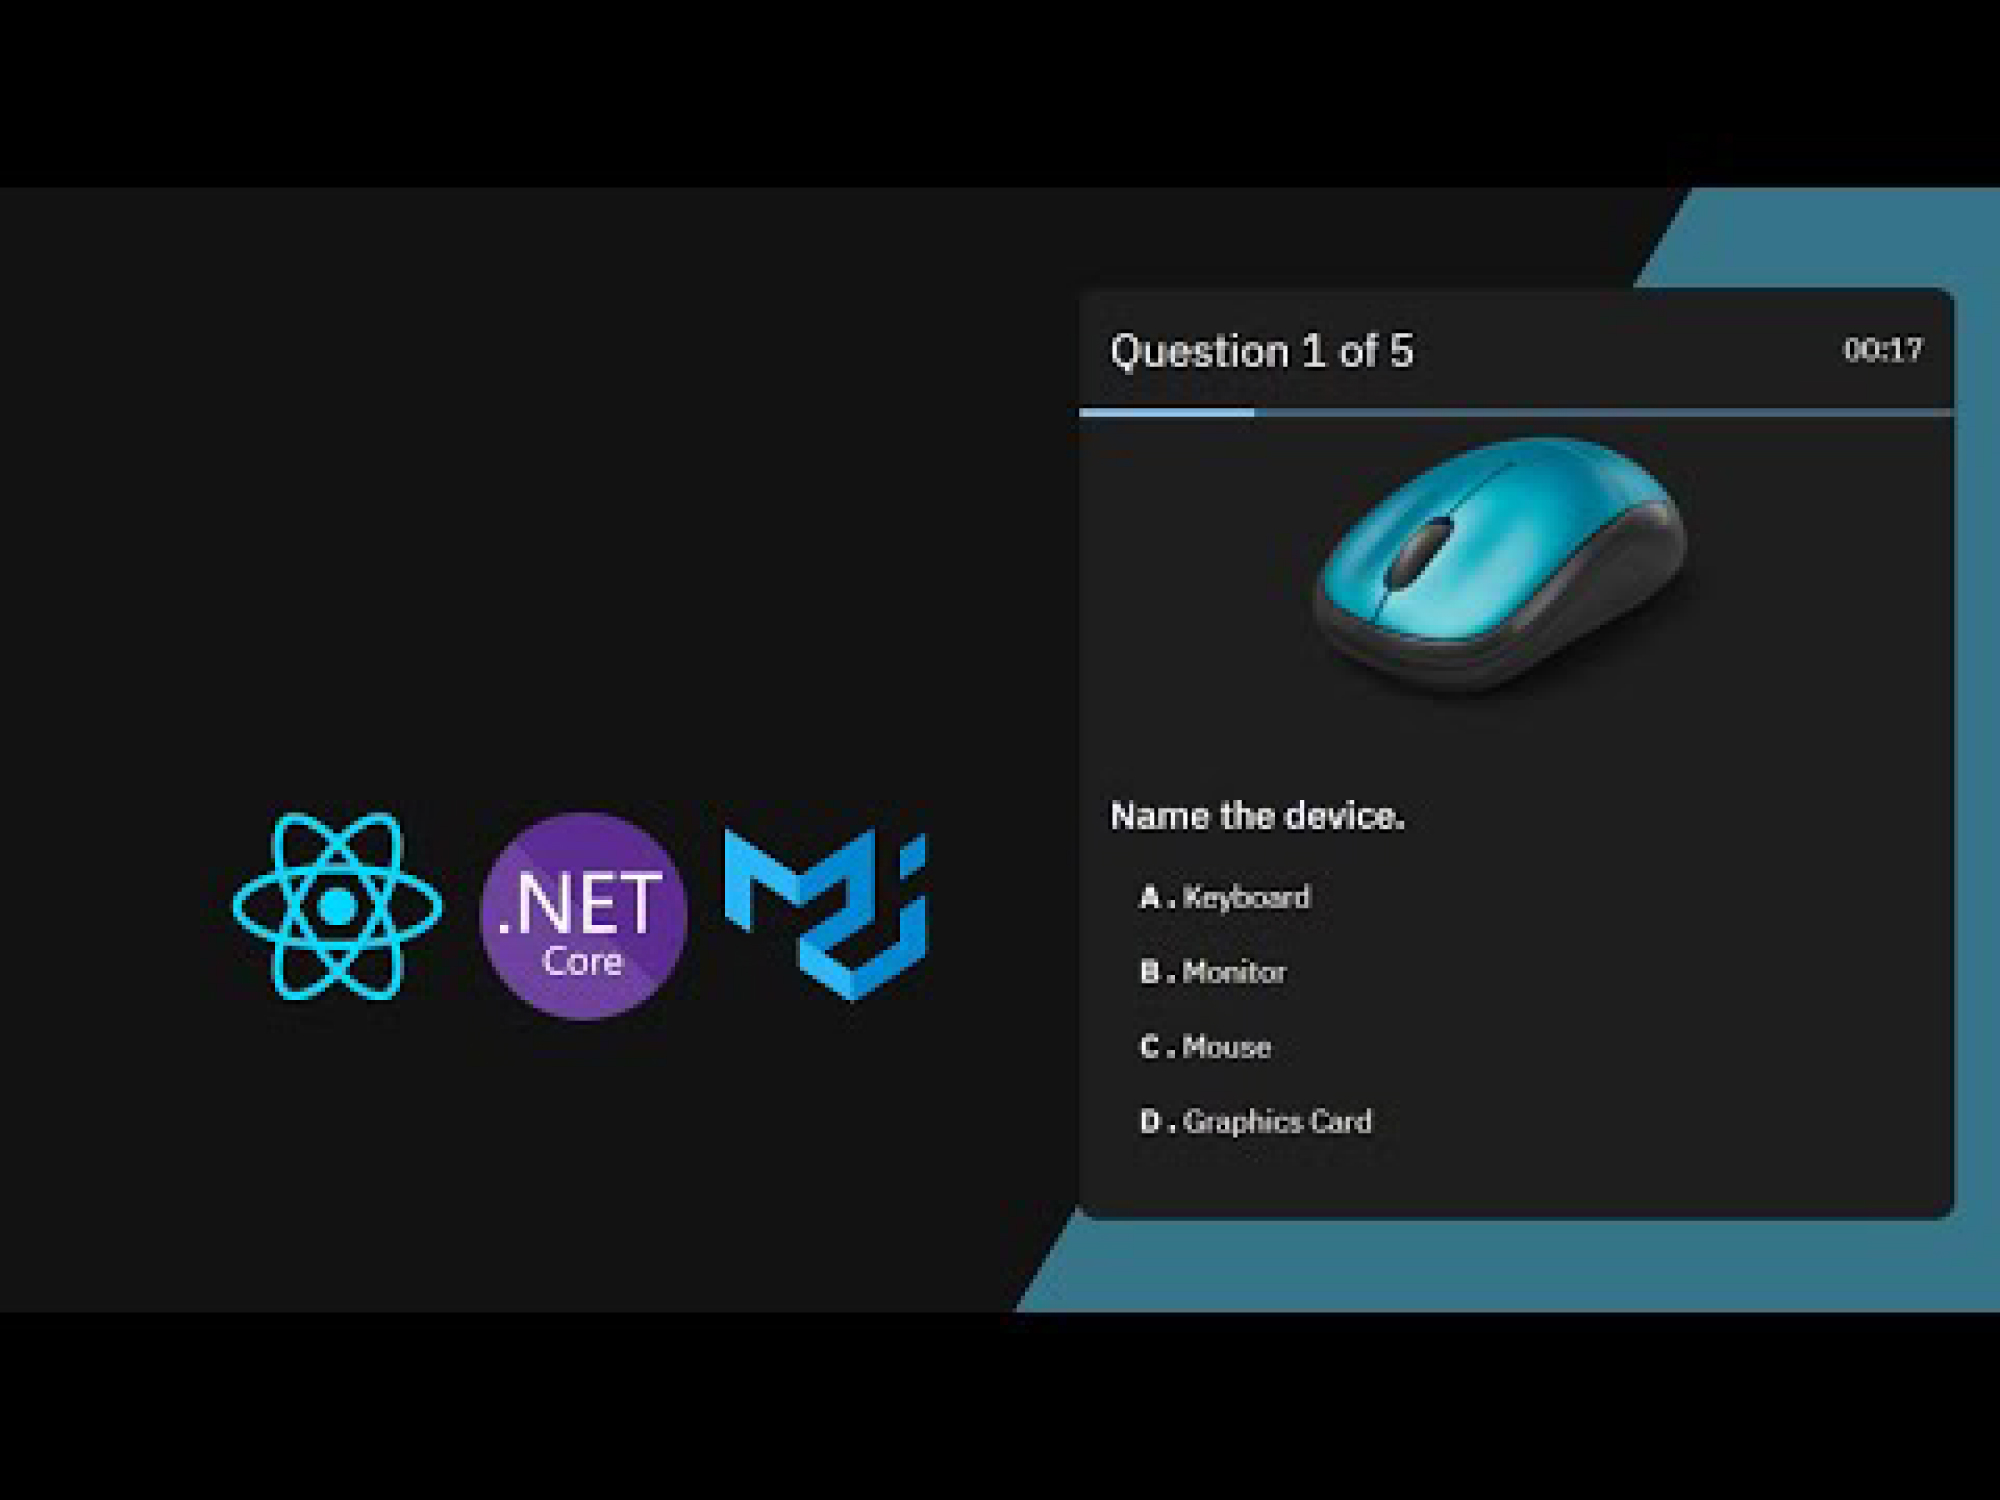 Question 1 of 5
00:17
Name the device.
A. Keyboard
B. Monitor
C. Mouse
D. Graphics Card
.NET
Core